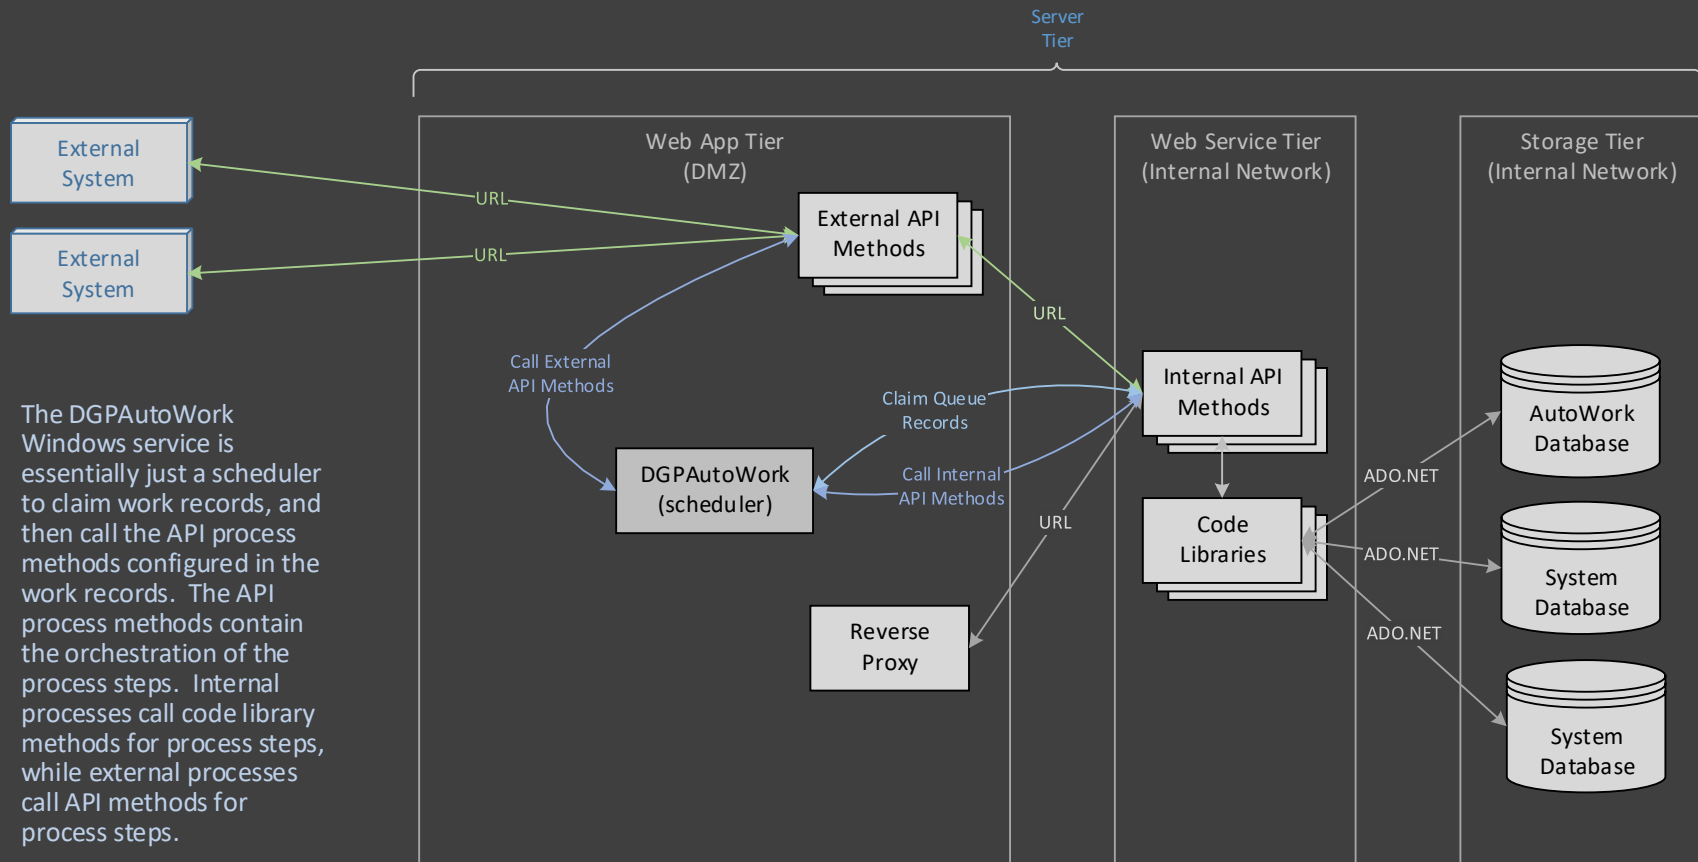 Server
Tier
Web App Tier
(DMZ)
Web Service Tier
(Internal Network)
Storage Tier
(Internal Network)
External
System
External
System
URL
URL
External API
Methods
URL
Call External
API Methods
Claim Queue
Records
Call Internal
API Methods
Internal API
Methods
DGPAutoWork
(scheduler)
URL
Code
Libraries
Reverse
Proxy
ADO.NET
ADO.NET
ADO.NET
AutoWork
Database
System
Database
System
Database
The DGPAutoWork
Windows service is
essentially just a scheduler
to claim work records, and
then call the API process
methods configured in the
work records.  The API
process methods contain
the orchestration of the
process steps.  Internal
processes call code library
methods for process steps,
while external processes
call API methods for
process steps.